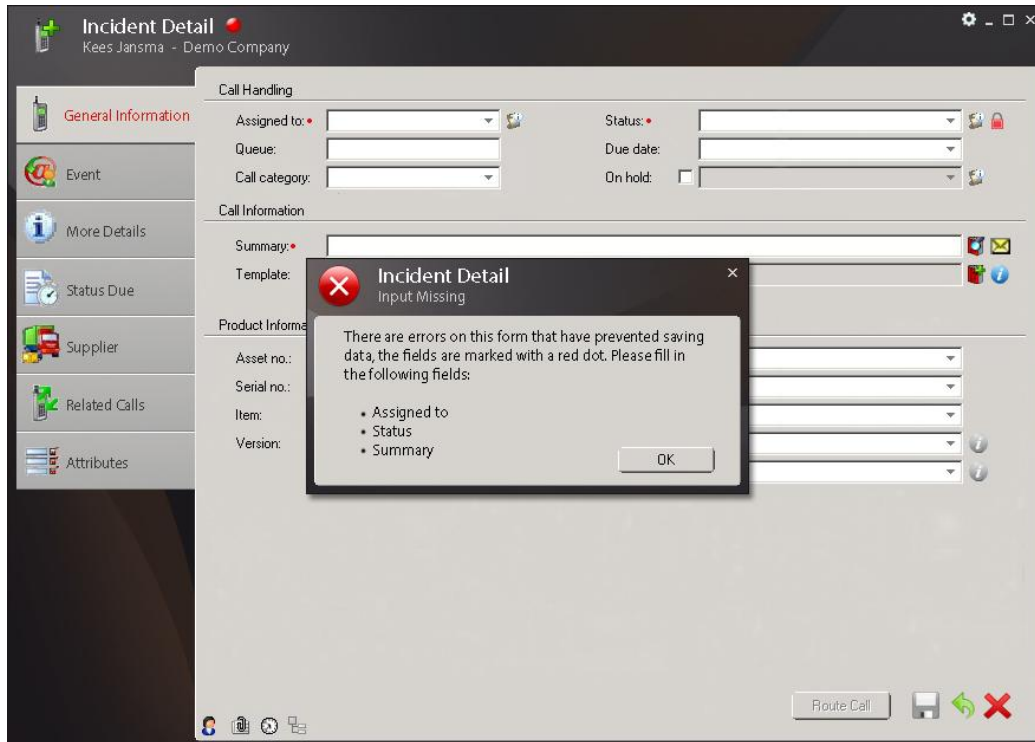 Incident Detail
Kees Jansma - Demo Company
General Information
Event
More Details
Status Due
Supplier
Related Calls
Attributes
Call Handling
Assigned to: Status:
Queue: Due date:
Call category: On hold:
Call Information
Summary:
Template:
Product Informa
Asset no.:
Serial no.:
Item:
Version:
Incident Detail
Input Missing
There are errors on this form that have prevented saving
data, the fields are marked with a red dot. Please fill in
the following fields:
• Assigned to
• Status
• Summary
OK
Route Call